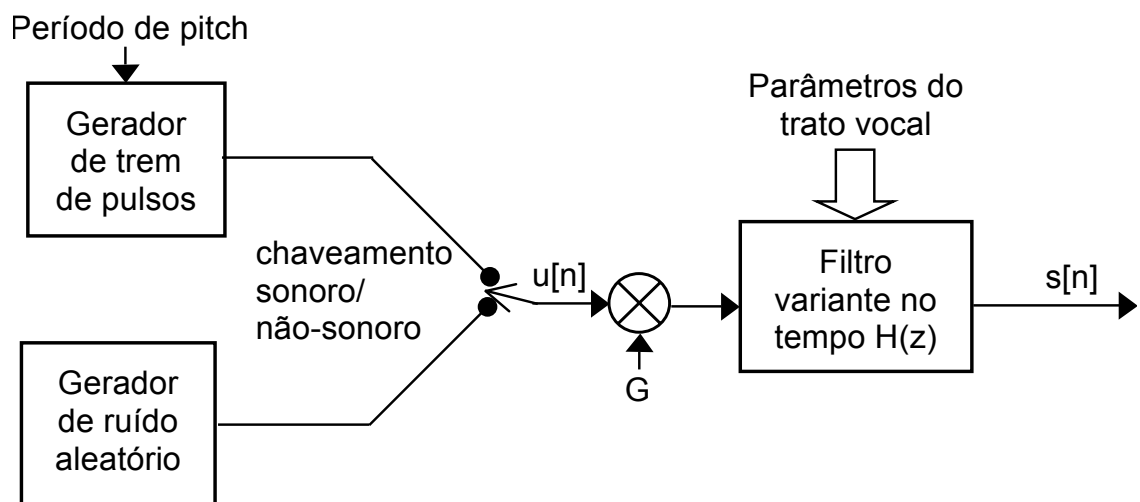 Período de pitch
Gerador
de trem
de pulsos
Parâmetros do
trato vocal
chaveamento
sonoro/
não-sonoro
u[n]
Filtro
variante no
tempo H(z)
s[n]
G
Gerador
de ruído
aleatório